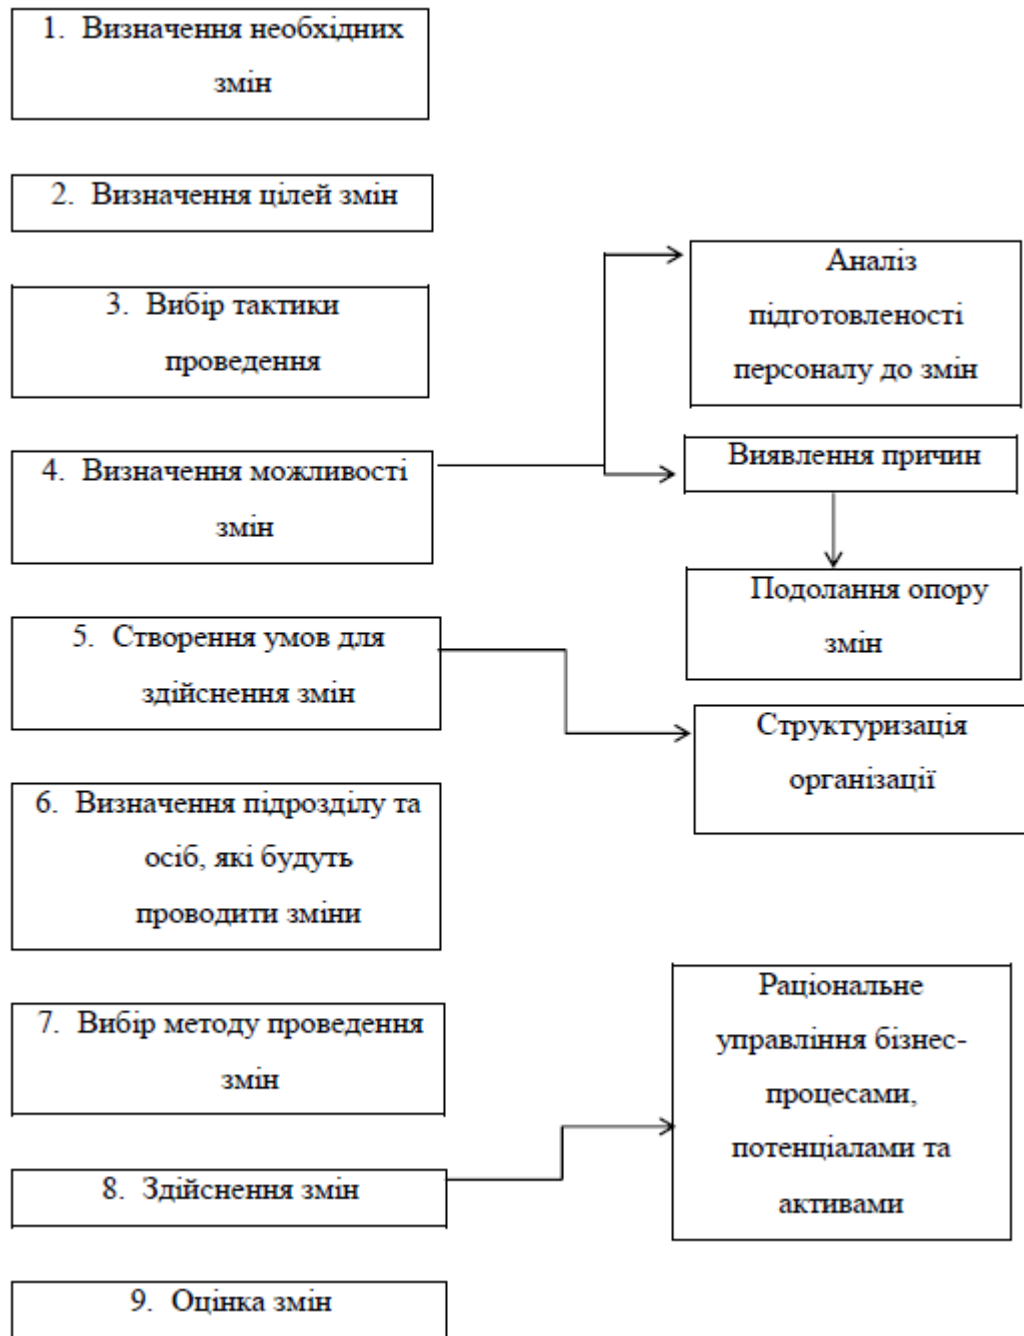 1. Визначення необхідних
змін
2. Визначення цілей змін
3. Вибір тактики
проведення
4. Визначення можливості
змін
5. Створення умов для
здійснення змін
6. Визначення підрозділу та
осіб, які будуть
проводити зміни
7. Вибір методу проведення
змін
8. Здійснення змін
9. Оцінка змін
Аналіз
підготовленості
персоналу до змін
Виявлення причин
Подолання опору
змін
Структуризація
організації
Раціональне
управління бізнес-
процесами,
потенціалами та
активами